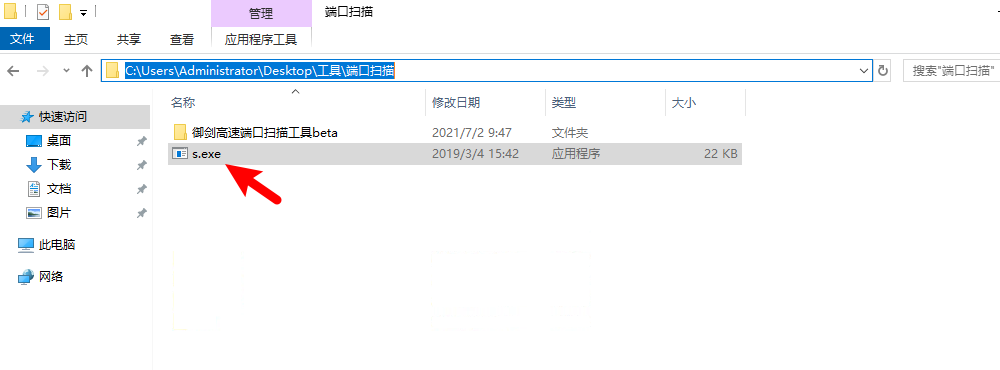 管理
端口扫描
文件
主页
共享
查看
应用程序工具
C:\Users\Administrator\Desktop\工具\端口扫描
搜索"端口扫描"
名称
修改日期
类型
大小
快速访问
御剑高速端口扫描工具beta
2021/7/2 9:47
文件夹
桌面
s.exe
2019/3/4 15:42
应用程序
22 KB
下载
文档
图片
此电脑
网络